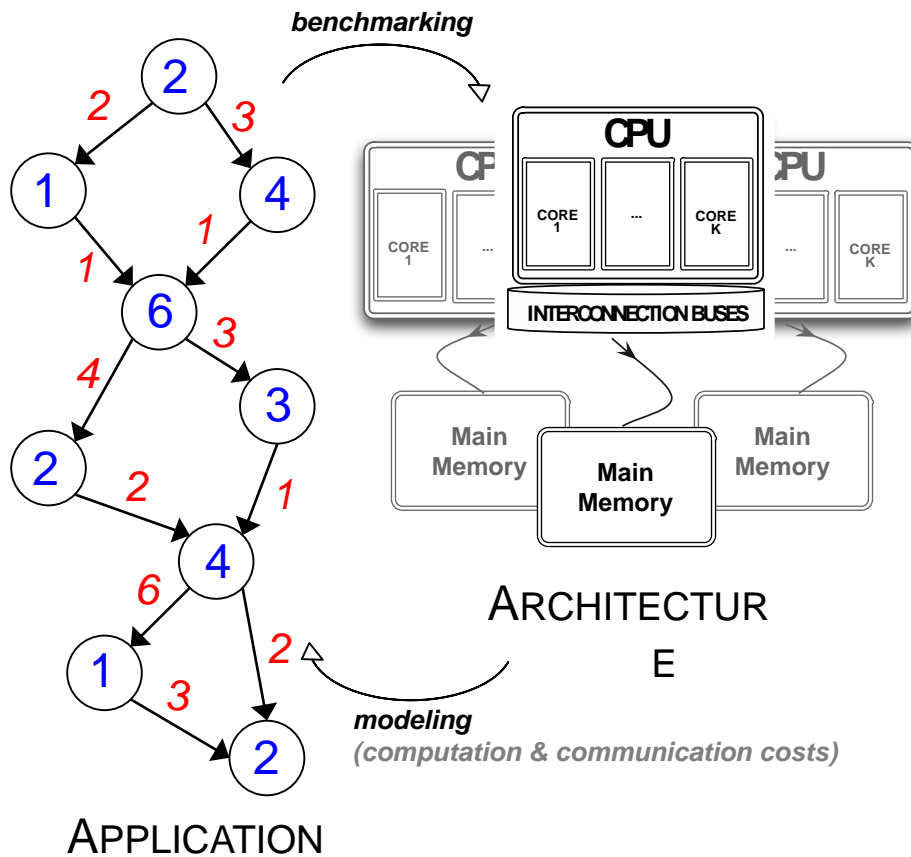 benchmarking
2
2
3
1
4
1
1
6
4
3
2
3
2
1
4
6
2
1
3
2
APPLICATION
CPU
CPU
CPU
CORE
1
...
CORE
1
...
CORE
K
...
CORE
K
INTERCONNECTION BUSES
Main
Memory
Main
Memory
Main
Memory
ARCHITECTUR
E
modeling
(computation & communication costs)